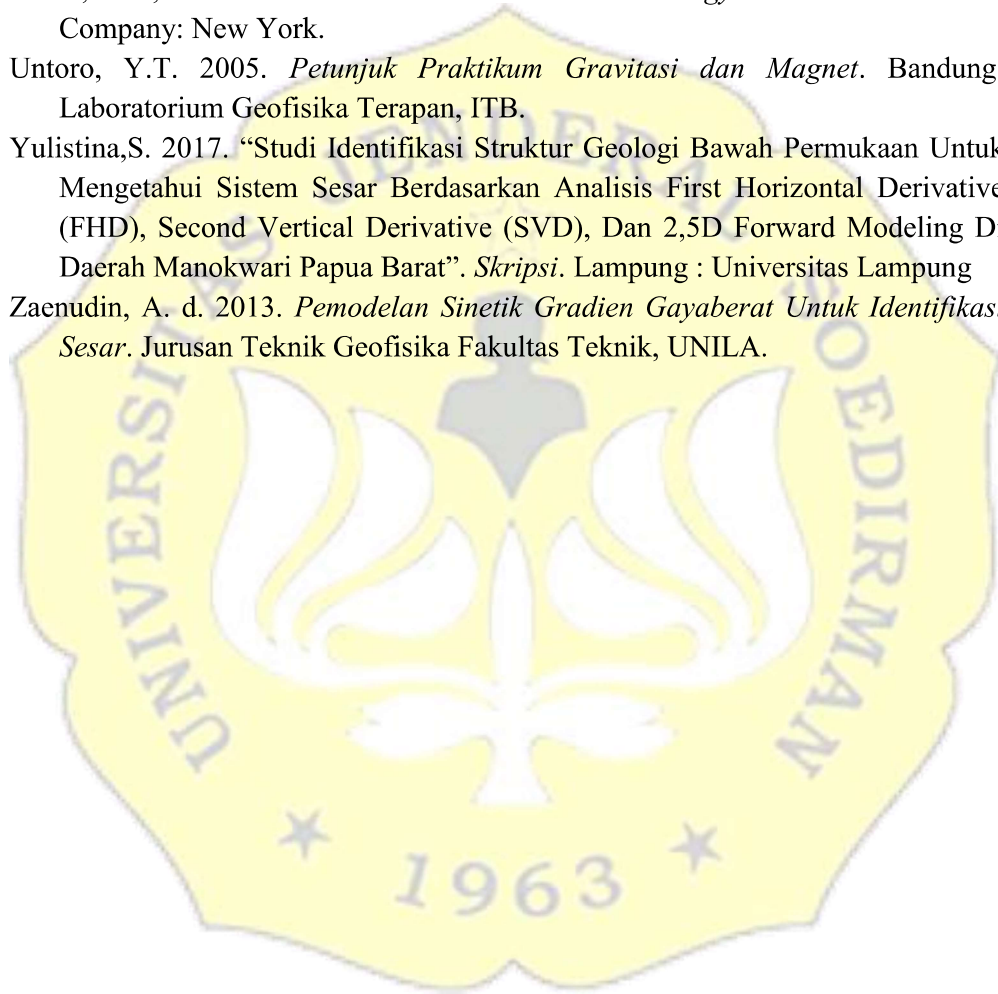 Company: New York.
Untoro, Y.T. 2005. Petunjuk Praktikum Gravitasi dan Magnet. Bandung
Laboratorium Geofisika Terapan, ITB.
Yulistina,S. 2017. “Studi Identifikasi Struktur Geologi Bawah Permukaan Untuk
Mengetahui Sistem Sesar Berdasarkan Analisis First Horizontal Derivative
(FHD), Second Vertical Derivative (SVD), Dan 2,5D Forward Modeling Di
Daerah Manokwari Papua Barat”. Skripsi. Lampung : Universitas Lampung
Zaenudin, A. d. 2013. Pemodelan Sinetik Gradien Gayaberat Untuk Identifikasi
Sesar. Jurusan Teknik Geofisika Fakultas Teknik, UNILA.
UNIVERSITAS JENDERAL SOEDIRMAN
1963